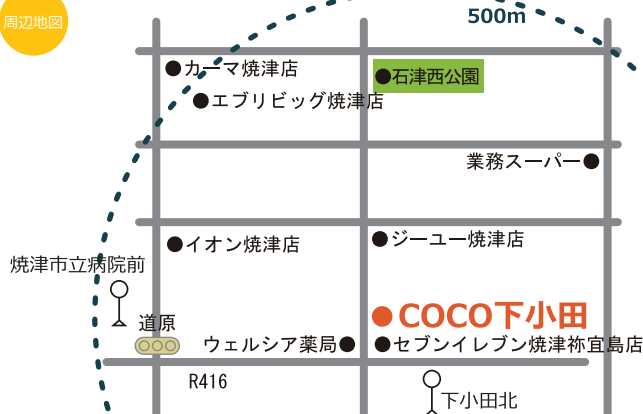 周辺地図
500m
カーマ焼津店
石津西公園
エブリビッグ焼津店
業務スーパー
イオン焼津店
ジーユー焼津店
焼津市立病院前
道原
COCO下小田
ウェルシア薬局
セブンイレブン焼津祢宜島店
R416
下小田北